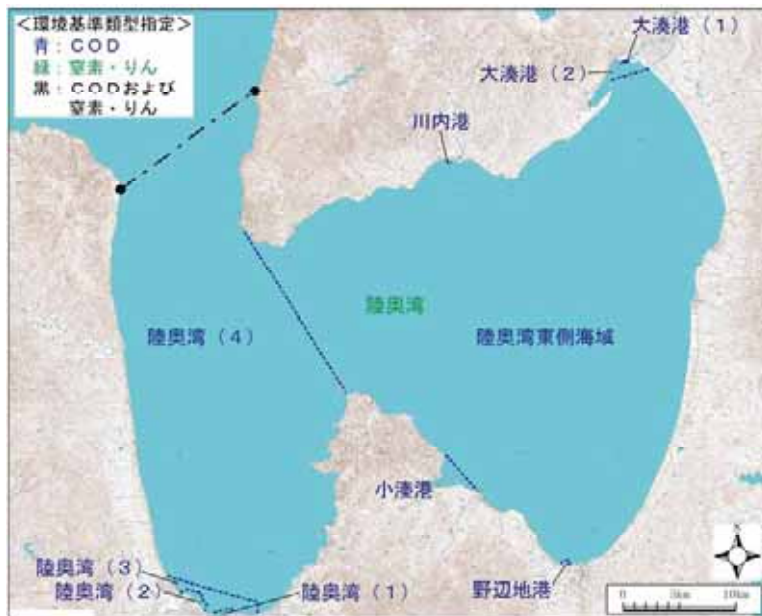 <環境基準類型指定>
青：ＣＯＤ
緑：窒素・りん
黒：ＣＯＤおよび
窒素・りん
大湊港（１）
大湊港（２）
川内港
陸奥湾
陸奥湾（４）
陸奥湾東側海域
小湊港
陸奥湾（３）
陸奥湾（２）
陸奥湾（１）
野辺地港
N
0 5km 10km